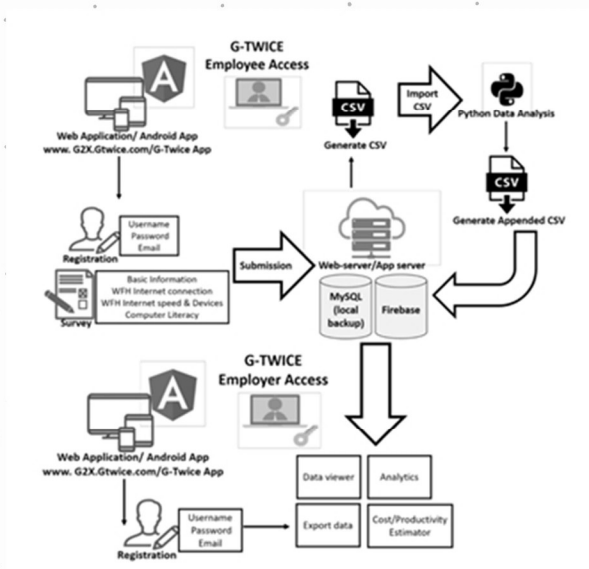 G-TWICE
Employee Access
A
Web Application/ Android App
www. G2X.Gtwice.com/G-Twice App
CSV
Generate CSV
Import
CSV
Python Data Analysis
CSV
Generate Appended CSV
Username
Password
Email
Registration
Submission
Web-server/App server
Basic Information
WFH Internet connection
WFH Internet speed & Devices
Computer Literacy
Survey
MySQL
(local
backup)
Firebase
G-TWICE
Employer Access
A
Web Application/ Android App
www. G2X.Gtwice.com/G-Twice App
Data viewer
Analytics
Username
Password
Email
Registration
Export data
Cost/Productivity
Estimator